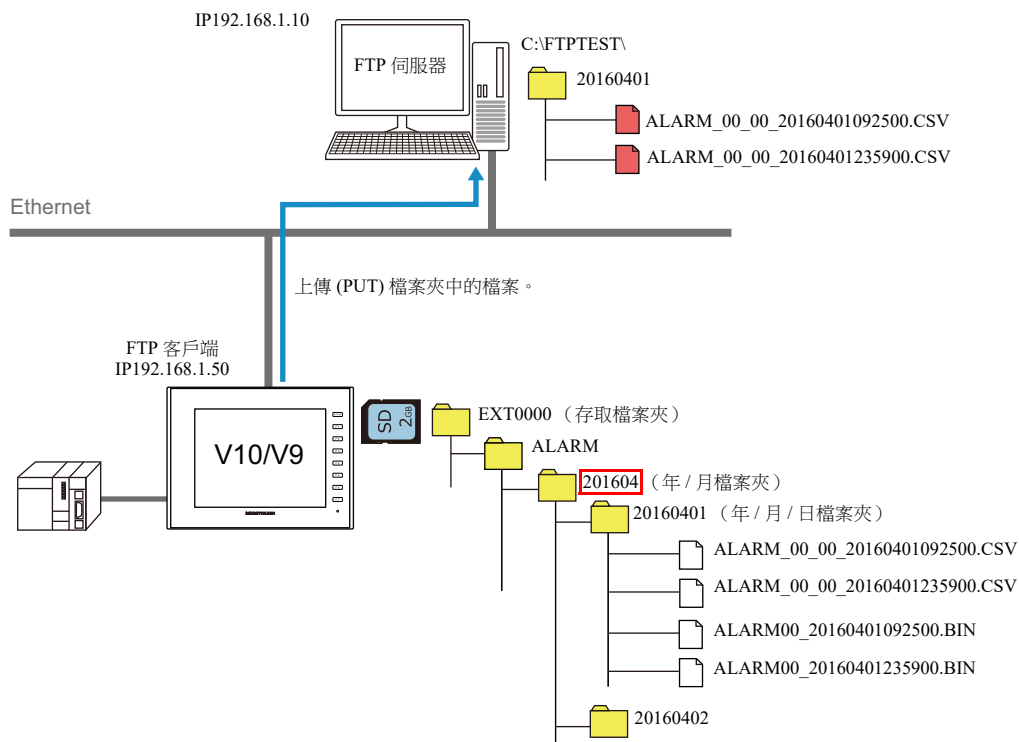 IP192.168.1.10
FTP 伺服器
C:\FTPTEST\
20160401
ALARM_00_00_20160401092500.CSV
ALARM_00_00_20160401235900.CSV
Ethernet
上傳 (PUT) 檔案夾中的檔案。
FTP 客戶端
IP192.168.1.50
V10/V9
SD
2GB
EXT0000 （存取檔案夾）
ALARM
201604 （年 / 月檔案夾）
20160401 （年 / 月 / 日檔案夾）
ALARM_00_00_20160401092500.CSV
ALARM_00_00_20160401235900.CSV
ALARM00_20160401092500.BIN
ALARM00_20160401235900.BIN
20160402